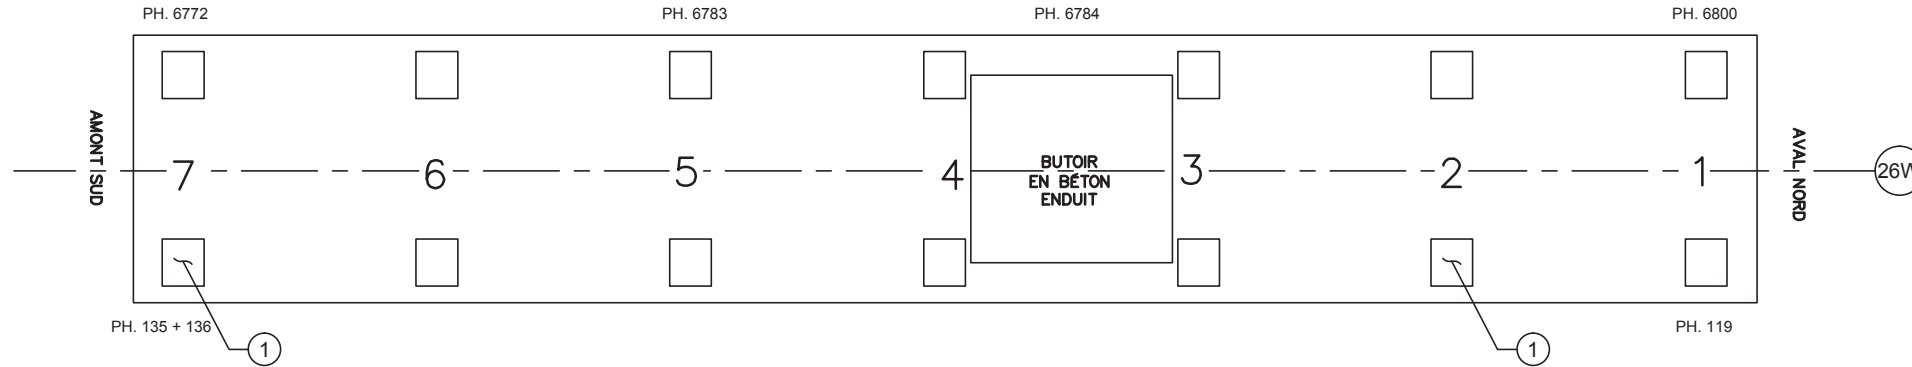 PH. 6772
PH. 6783
PH. 6784
PH. 6800
AMONT SUD
7
6
5
4
BUTOIR
EN BÉTON
ENDUIT
3
2
1
AVAL NORD
26W
PH. 135 + 136
1
1
PH. 119